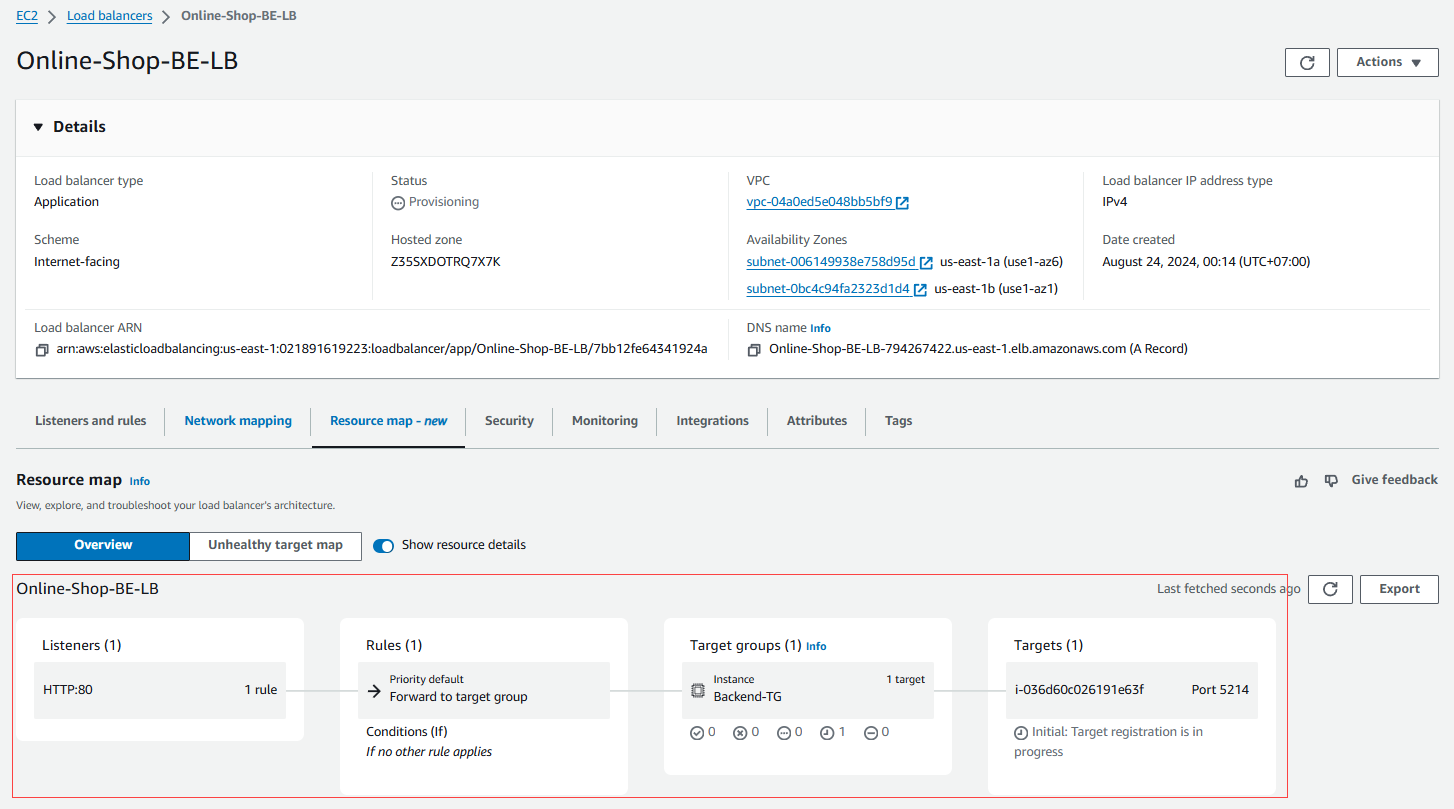 EC2 > Load balancers > Online-Shop-BE-LB
Online-Shop-BE-LB
Actions
Details
Load balancer type
Application
Status
Provisioning
VPC
vpc-04a0ed5e048bb5bf9
Load balancer IP address type
IPv4
Scheme
Internet-facing
Hosted zone
Z35SXDOTRQ7X7K
Availability Zones
subnet-006149938e758d95d us-east-1a (use1-az6)
subnet-0bc4c94fa2323d1d4 us-east-1b (use1-az1)
Date created
August 24, 2024, 00:14 (UTC+07:00)
Load balancer ARN
arn:aws:elasticloadbalancing:us-east-1:021891619223:loadbalancer/app/Online-Shop-BE-LB/7bb12fe64341924a
DNS name Info
Online-Shop-BE-LB-794267422.us-east-1.elb.amazonaws.com (A Record)
Listeners and rules Network mapping Resource map - new Security Monitoring Integrations Attributes Tags
Resource map Info
Give feedback
View, explore, and troubleshoot your load balancer's architecture.
Overview Unhealthy target map Show resource details
Online-Shop-BE-LB
Last fetched seconds ago Export
Listeners (1)
HTTP:80 1 rule
Rules (1)
Priority default
Forward to target group
Conditions (If)
If no other rule applies
Target groups (1) Info
Instance 1 target
Backend-TG
0 0 0 1 0
Targets (1)
i-036d60c026191e63f Port 5214
Initial: Target registration is in
progress